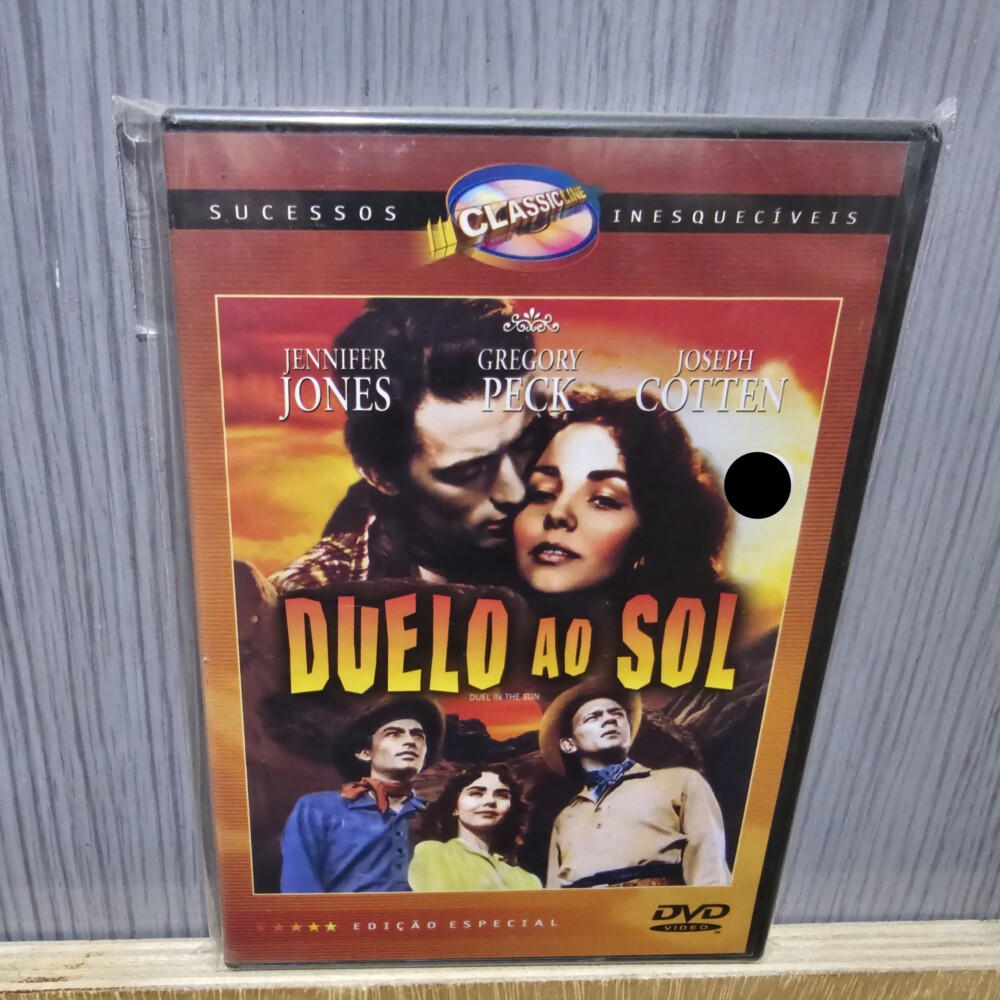 SUCESSOS CLASSICLINE INESQUECÍVEIS
JENNIFER JONES
GREGORY PECK
JOSEPH COTTEN
DUELO AO SOL
DUEL IN THE SUN
EDIÇÃO ESPECIAL
DVD
VIDEO